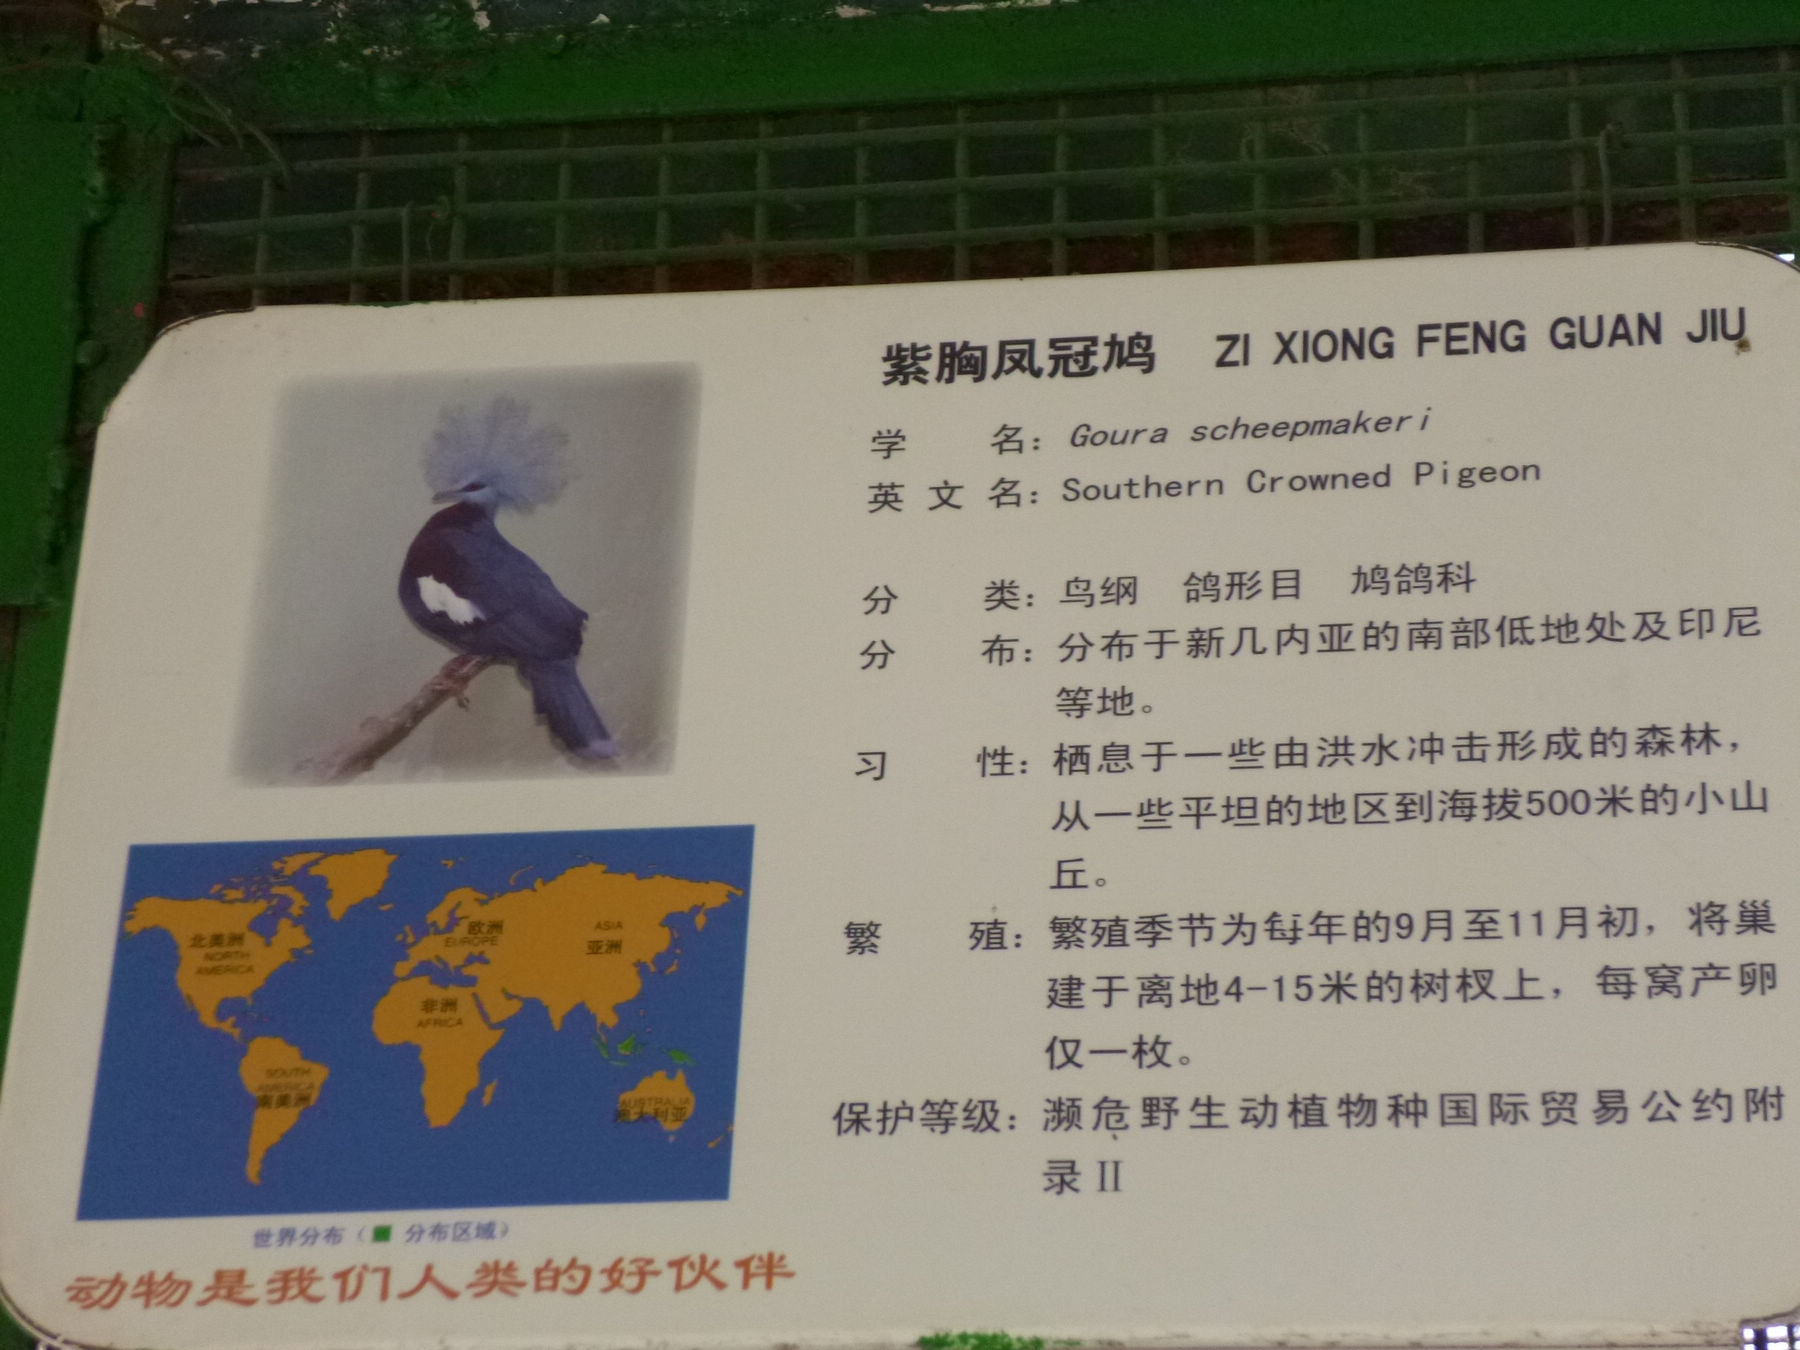 紫胸凤冠鸠 ZI XIONG FENG GUAN JIU
学 名：Goura scheepmakeri
英 文 名：Southern Crowned Pigeon
分 类：鸟纲 鸽形目 鸠鸽科
分 布：分布于新几内亚的南部低地处及印尼
等地。
习 性：栖息于一些由洪水冲击形成的森林，
从一些平坦的地区到海拔500米的小山
丘。
繁 殖：繁殖季节为每年的9月至11月初，将巢
建于离地4-15米的树杈上，每窝产卵
仅一枚。
保护等级：濒危野生动植物种国际贸易公约附
录 II
北美洲
NORTH
AMERICA
欧洲
EUROPE
ASIA
亚洲
非洲
AFRICA
SOUTH
AMERICA
南美洲
AUSTRALIA
澳大利亚
世界分布（ 分布区域）
动物是我们人类的好伙伴